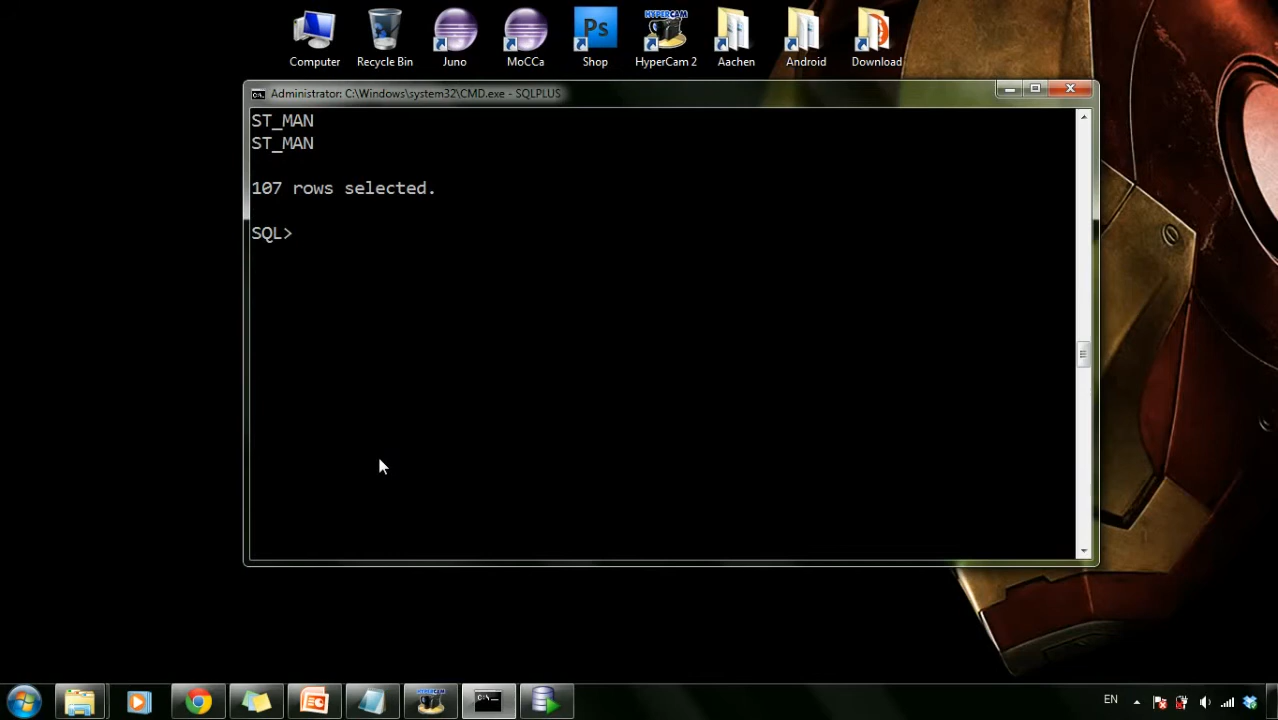 Computer
Recycle Bin
Juno
MoCCa
Ps
Shop
HYPERCAM
HyperCam 2
Aachen
Android
Download
Administrator: C:\Windows\system32\CMD.exe - SQLPLUS
ST_MAN
ST_MAN
107 rows selected.
SQL>
EN